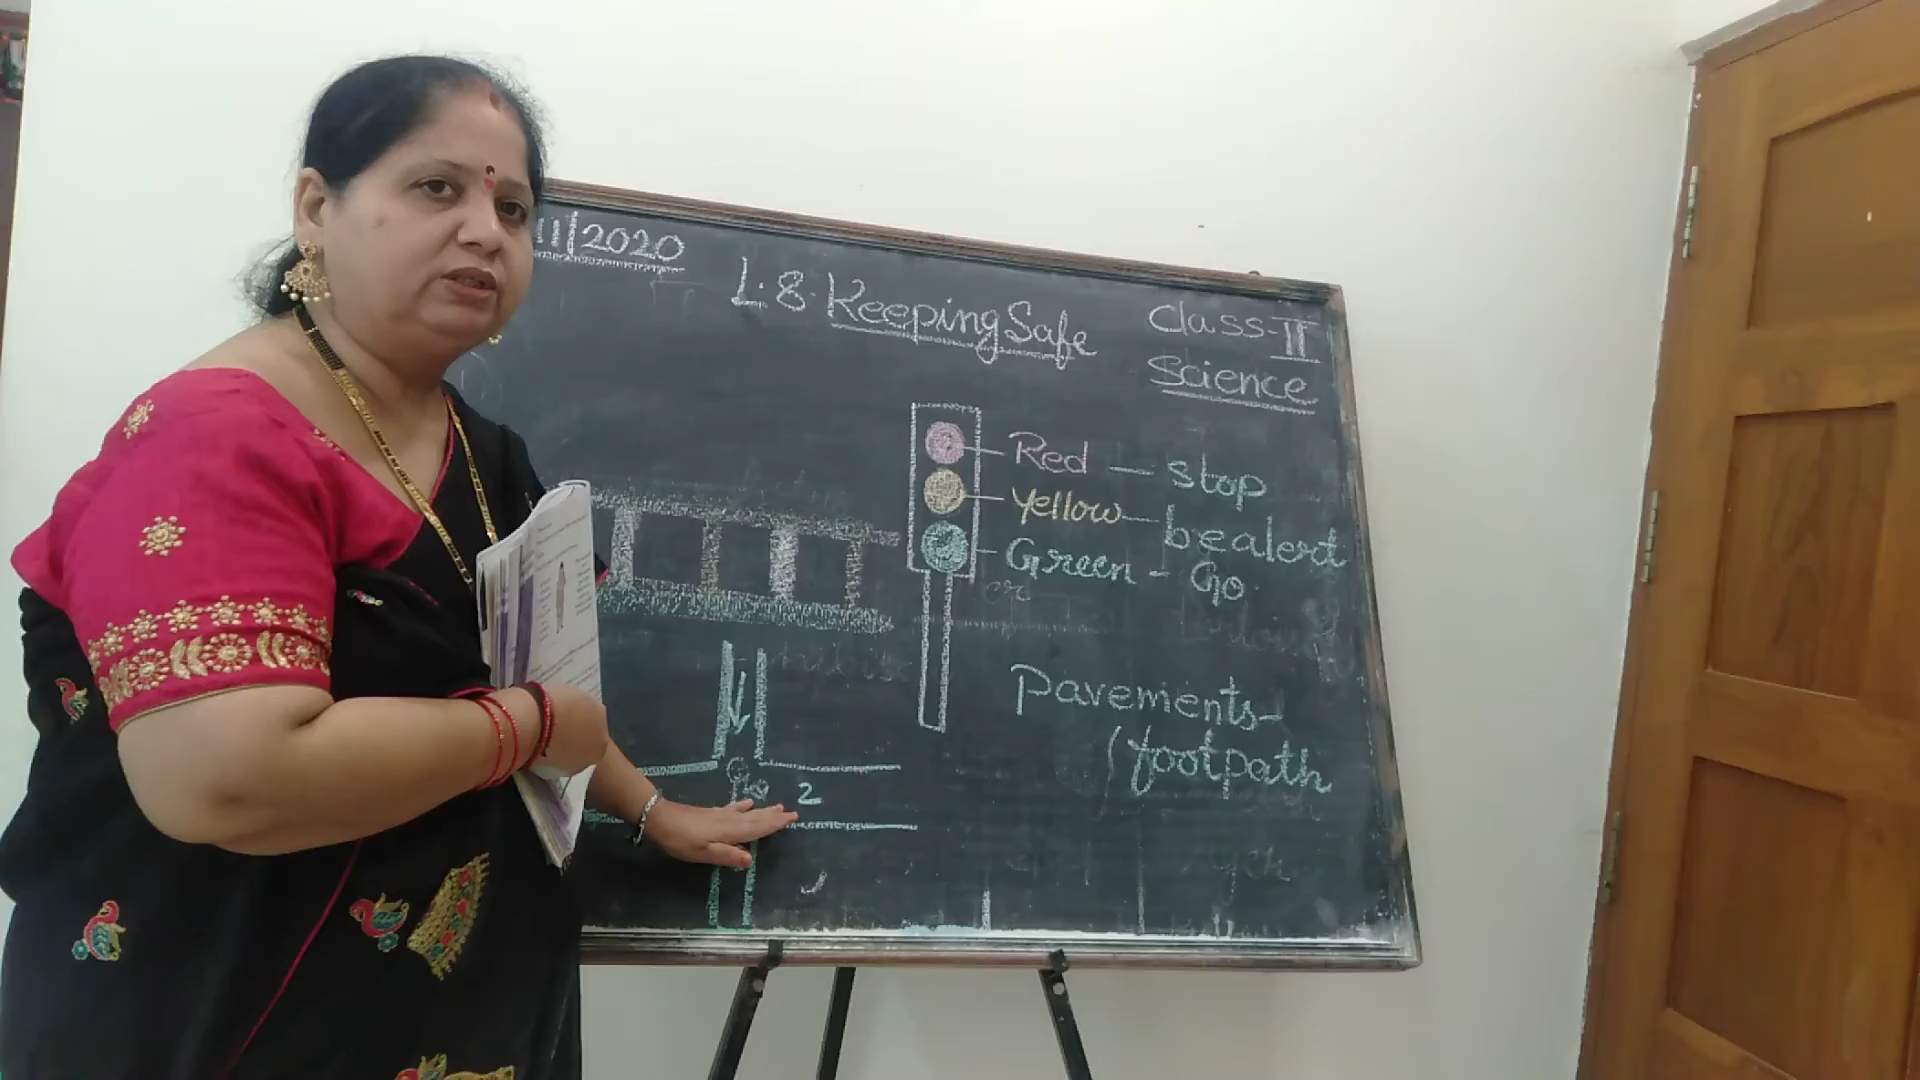 11/2020
L.8. Keeping Safe
Class-II
Science
Red — stop
Yellow — be alert
Green - Go
Pavements-
(footpath
2